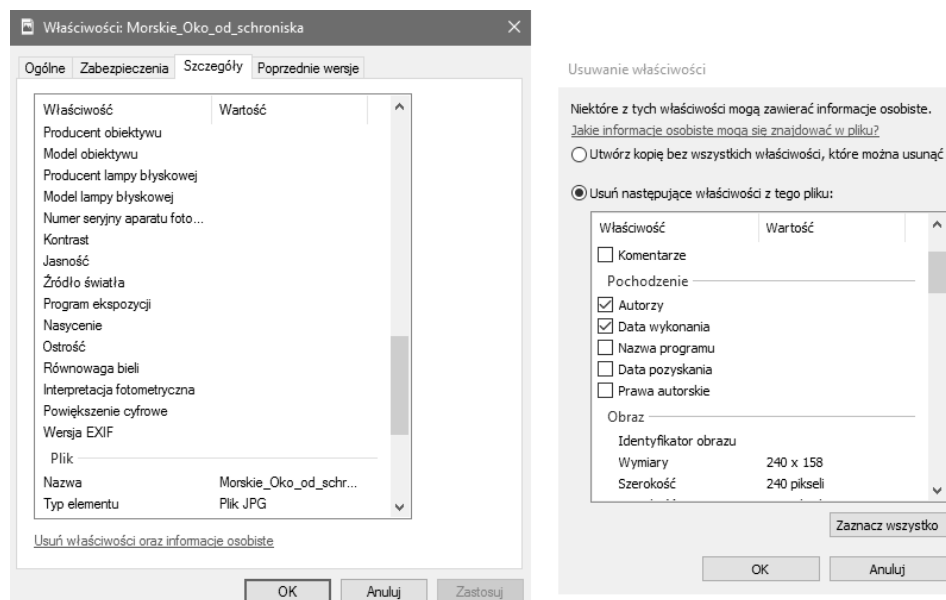 Właściwości: Morskie_Oko_od_schroniska
Ogólne Zabezpieczenia Szczegóły Poprzednie wersje
Właściwość Wartość
Producent obiektywu
Model obiektywu
Producent lampy błyskowej
Model lampy błyskowej
Numer seryjny aparatu foto...
Kontrast
Jasność
Źródło światła
Program ekspozycji
Nasycenie
Ostrość
Równowaga bieli
Interpretacja fotometryczna
Powiększenie cyfrowe
Wersja EXIF
Plik
Nazwa Morskie_Oko_od_schr...
Typ elementu Plik JPG
Usuń właściwości oraz informacje osobiste
OK Anuluj Zastosuj
Usuwanie właściwości
Niektóre z tych właściwości mogą zawierać informacje osobiste.
Jakie informacje osobiste mogą się znajdować w pliku?
Utwórz kopię bez wszystkich właściwości, które można usunąć
Usuń następujące właściwości z tego pliku:
Właściwość Wartość
Komentarze
Pochodzenie
Autorzy
Data wykonania
Nazwa programu
Data pozyskania
Prawa autorskie
Obraz
Identyfikator obrazu
Wymiary 240 x 158
Szerokość 240 pikseli
Zaznacz wszystko
OK Anuluj